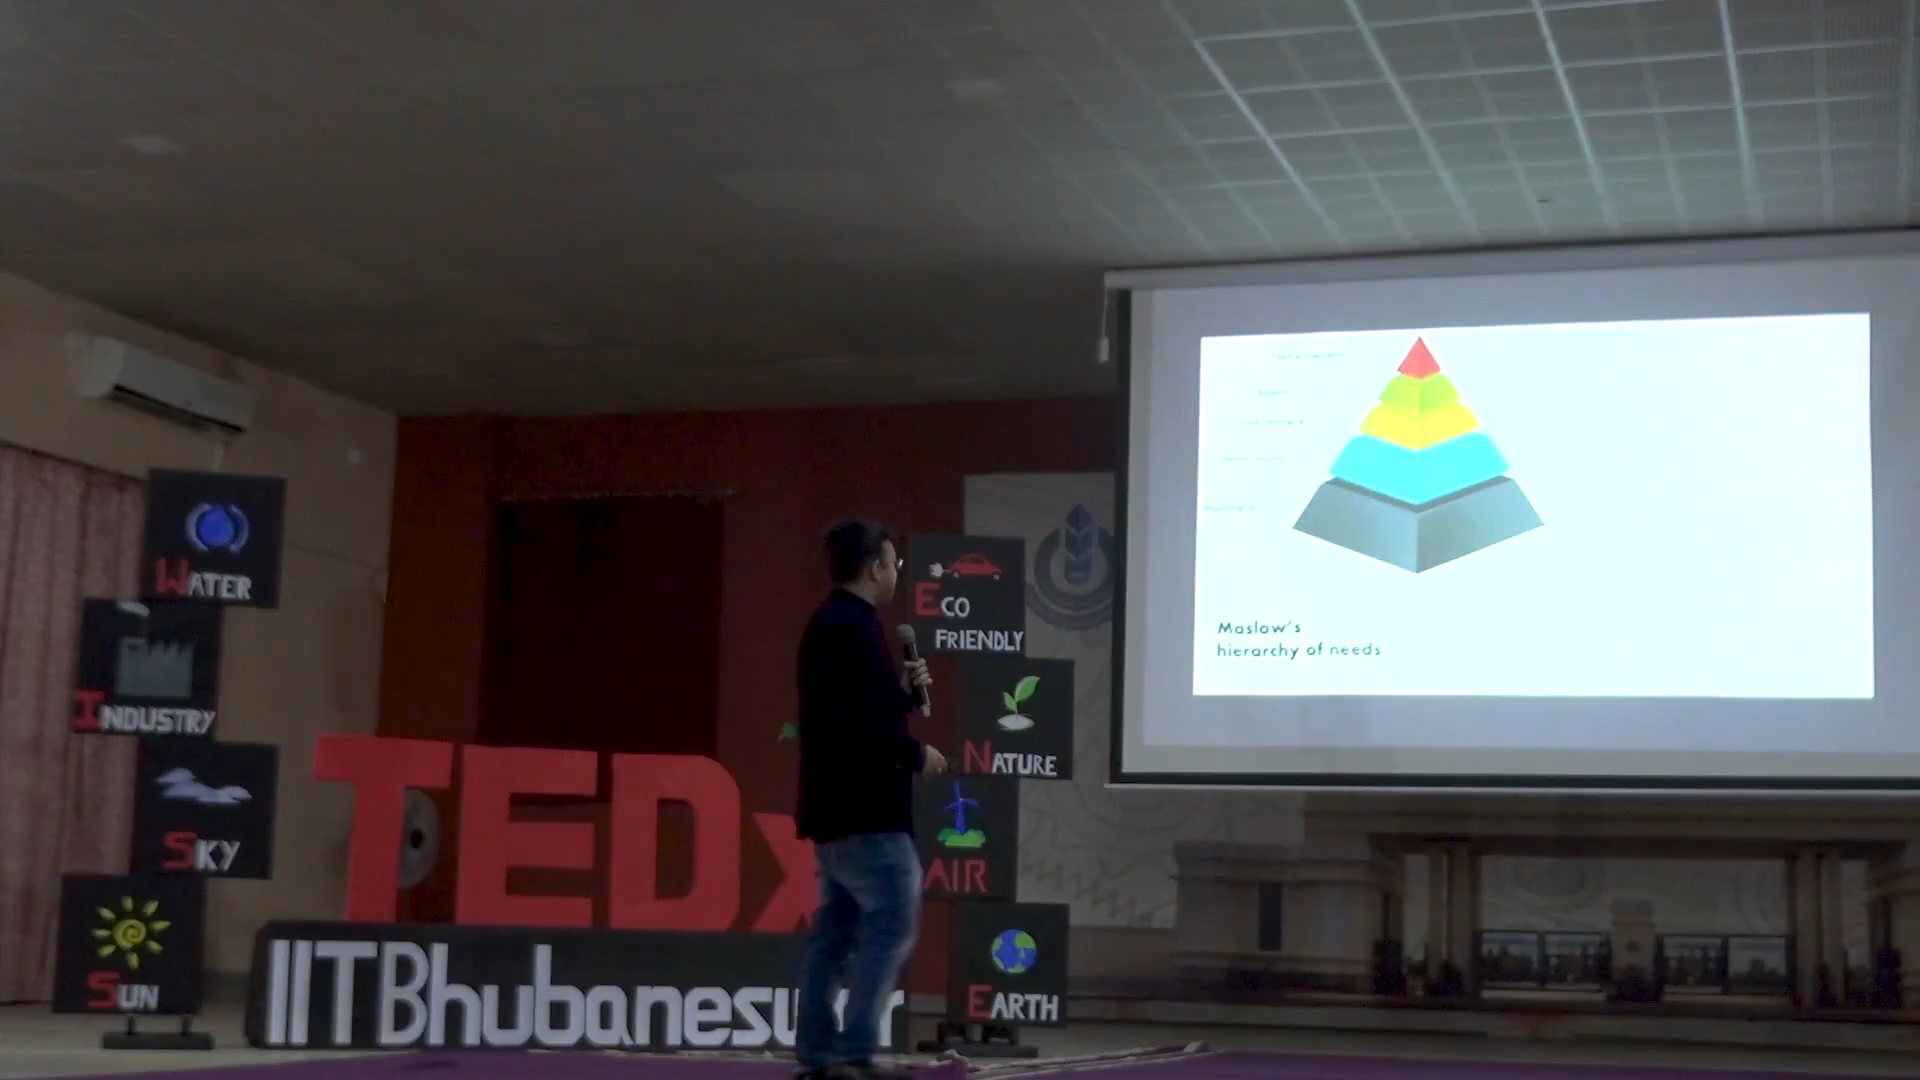 WATER
INDUSTRY
SKY
SUN
TEDx
IITBhubanes
ECO
FRIENDLY
NATURE
AIR
EARTH
Maslow's
hierarchy of needs